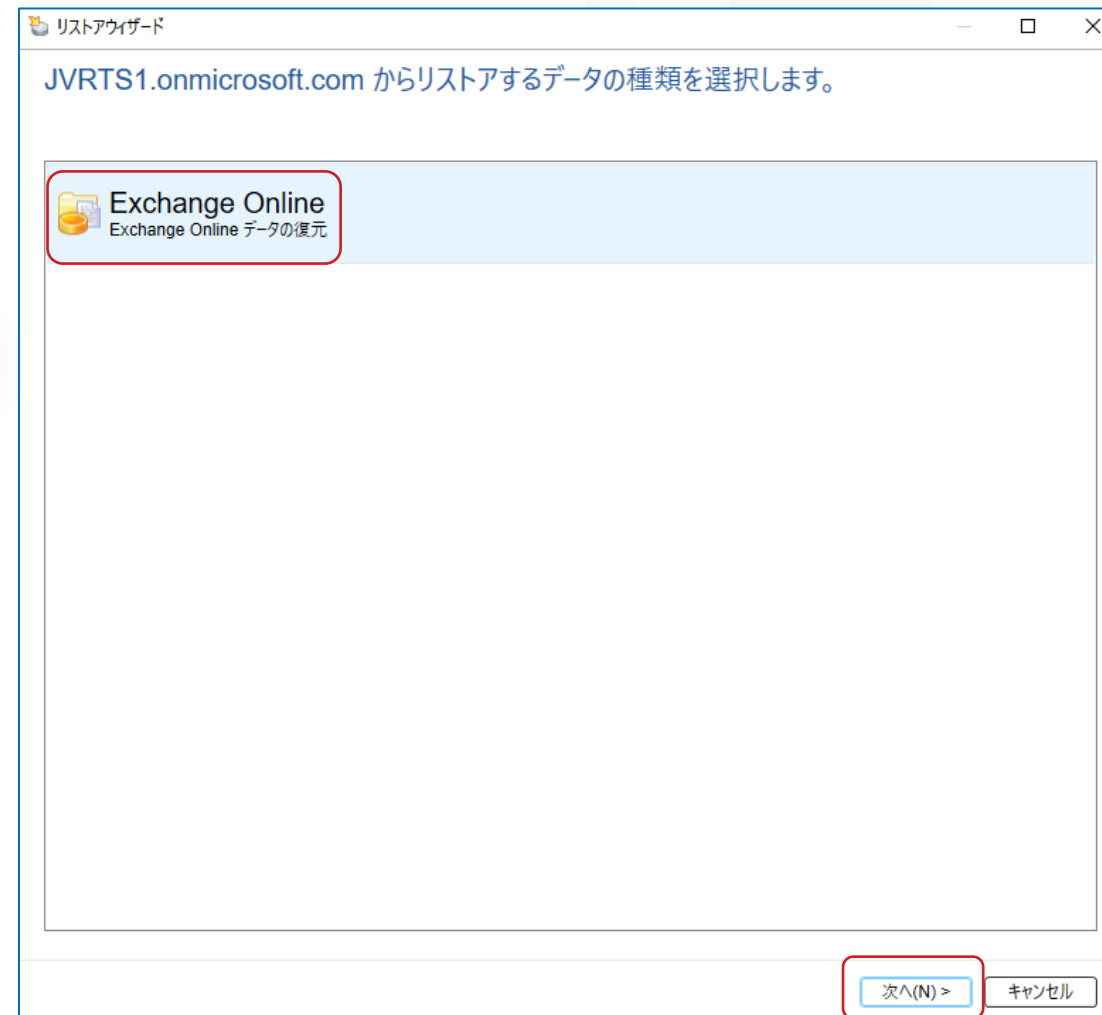 リストアウィザード
JVRTS1.onmicrosoft.com からリストアするデータの種類を選択します。
Exchange Online
Exchange Online データの復元
次へ(N) >
キャンセル